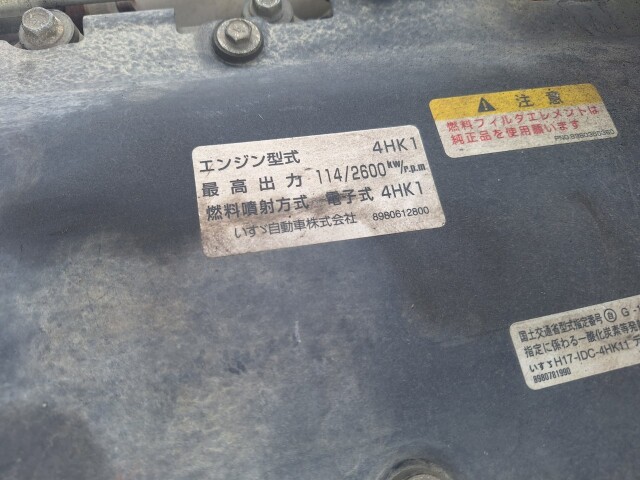 エンジン型式 4HK1
最高出力 114/2600 kW/r.p.m
燃料噴射方式 電子式 4HK1
いすゞ自動車株式会社 8980612800
注意
燃料フィルタエレメントは
純正品を使用願います
PNO.8980360360
国土交通省型式指定番号 Ⓑ G-
指定に係わる一酸化炭素等発
いすゞH17-IDC-4HK11 デ
8980781990